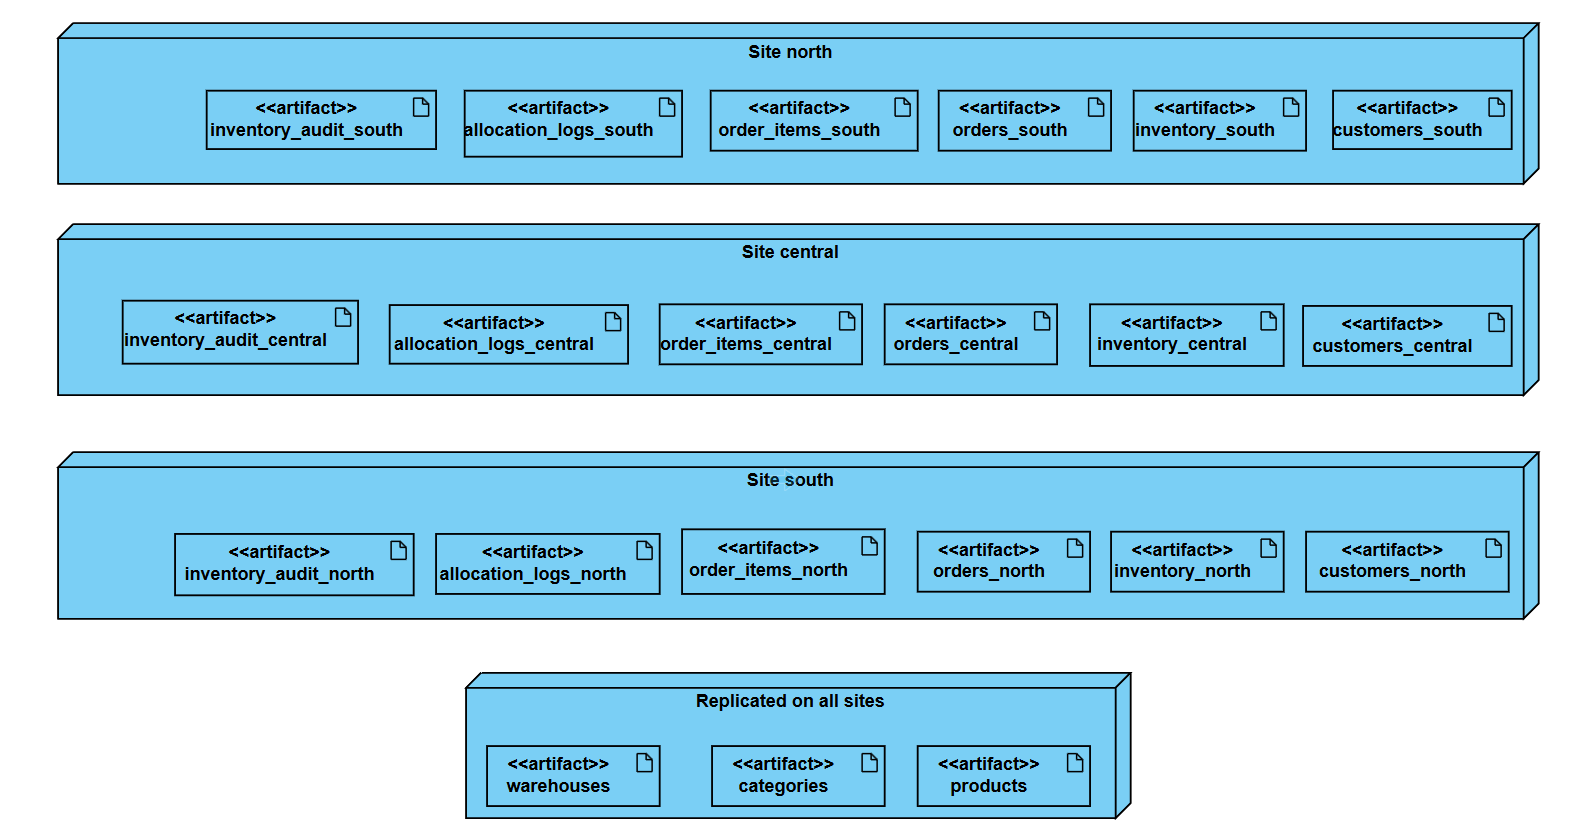 Site north
<<artifact>>
inventory_audit_south
<<artifact>>
allocation_logs_south
<<artifact>>
order_items_south
<<artifact>>
orders_south
<<artifact>>
inventory_south
<<artifact>>
customers_south
Site central
<<artifact>>
inventory_audit_central
<<artifact>>
allocation_logs_central
<<artifact>>
order_items_central
<<artifact>>
orders_central
<<artifact>>
inventory_central
<<artifact>>
customers_central
Site south
<<artifact>>
inventory_audit_north
<<artifact>>
allocation_logs_north
<<artifact>>
order_items_north
<<artifact>>
orders_north
<<artifact>>
inventory_north
<<artifact>>
customers_north
Replicated on all sites
<<artifact>>
warehouses
<<artifact>>
categories
<<artifact>>
products